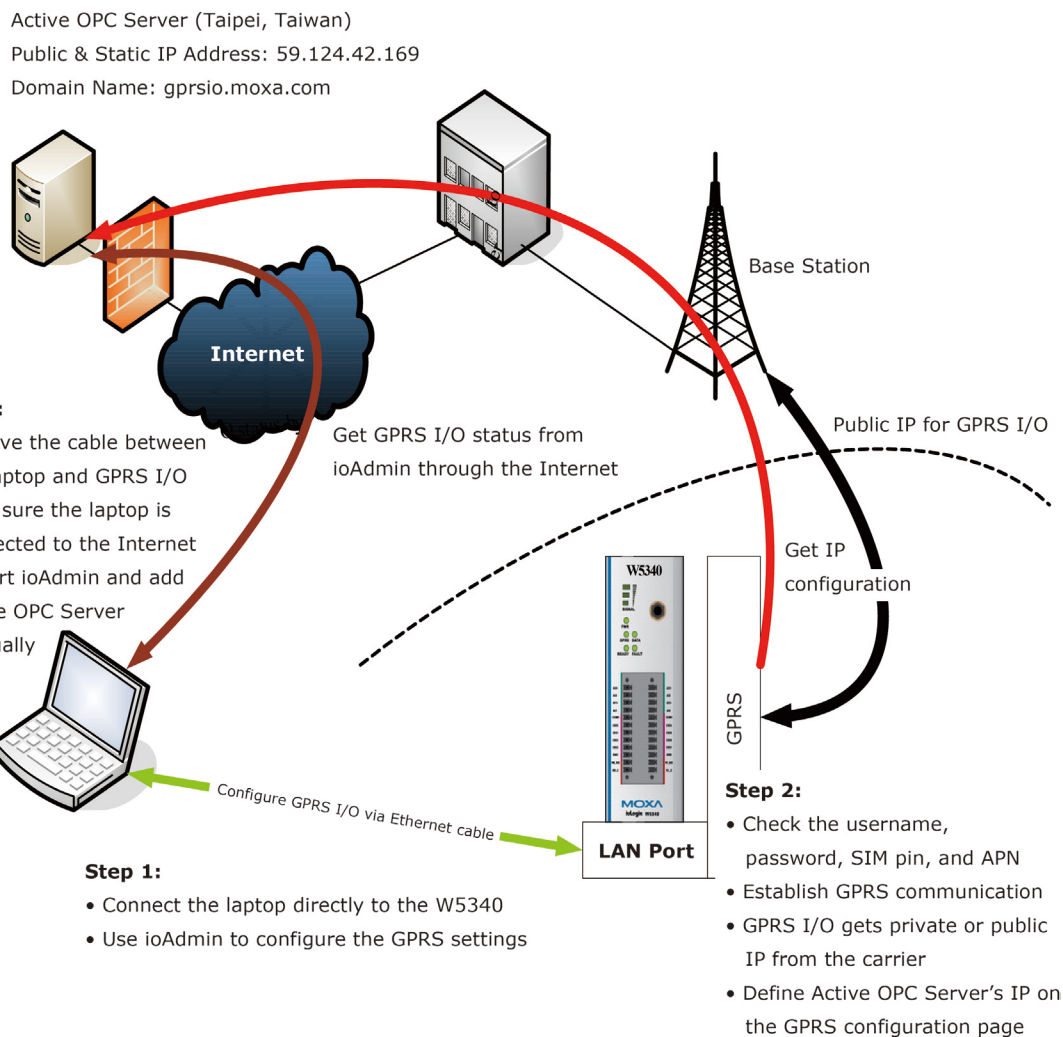 Active OPC Server (Taipei, Taiwan)
Public & Static IP Address: 59.124.42.169
Domain Name: gprsio.moxa.com
Base Station
Internet
Public IP for GPRS I/O
Get GPRS I/O status from
ioAdmin through the Internet
:
ve the cable between
ptop and GPRS I/O
sure the laptop is
ected to the Internet
rt ioAdmin and add
e OPC Server
ually
Get IP
configuration
W5340
SIGNAL
PWR
GPRS DATA
READY FAULT
GPRS
MOXA
LAN Port
Configure GPRS I/O via Ethernet cable
Step 1:
• Connect the laptop directly to the W5340
• Use ioAdmin to configure the GPRS settings
Step 2:
• Check the username,
password, SIM pin, and APN
• Establish GPRS communication
• GPRS I/O gets private or public
IP from the carrier
• Define Active OPC Server’s IP on
the GPRS configuration page